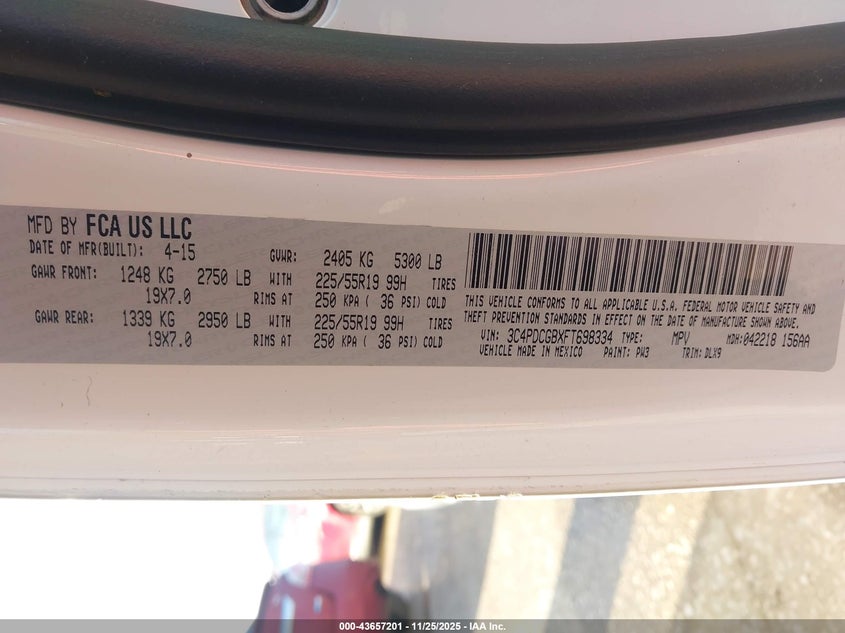 MFD BY FCA US LLC
DATE OF MFR(BUILT): 4-15 GVWR: 2405 KG 5300 LB
GAWR FRONT: 1248 KG 2750 LB WITH 225/55R19 99H TIRES
19X7.0 RIMS AT 250 KPA ( 36 PSI) COLD
GAWR REAR: 1339 KG 2950 LB WITH 225/55R19 99H TIRES
19X7.0 RIMS AT 250 KPA ( 36 PSI) COLD
THIS VEHICLE CONFORMS TO ALL APPLICABLE U.S.A. FEDERAL MOTOR VEHICLE SAFETY AND
THEFT PREVENTION STANDARDS IN EFFECT ON THE DATE OF MANUFACTURE SHOWN ABOVE.
VIN: 3C4PDCGBXFT698334 TYPE: MPV MDH:042218 156AA
VEHICLE MADE IN MEXICO PAINT: PW3 TRIM: DLX9
000-43657201 - 11/25/2025 - IAA Inc.